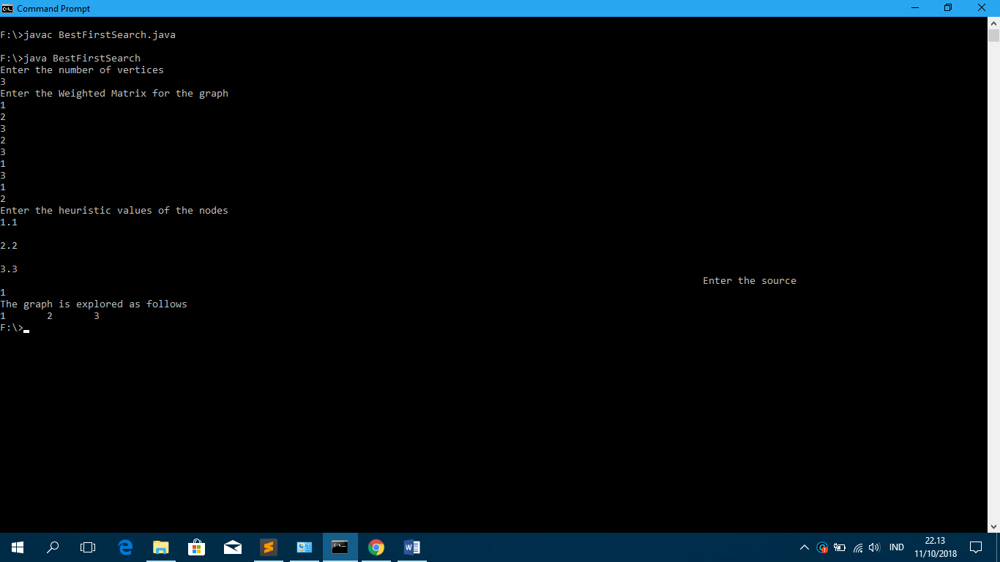 Command Prompt
F:\>javac BestFirstSearch.java
F:\>java BestFirstSearch
Enter the number of vertices
3
Enter the Weighted Matrix for the graph
1
2
3
2
3
1
3
1
2
Enter the heuristic values of the nodes
1.1
2.2
3.3
Enter the source
1
The graph is explored as follows
1 2 3
F:\>
IND
22.13
11/10/2018